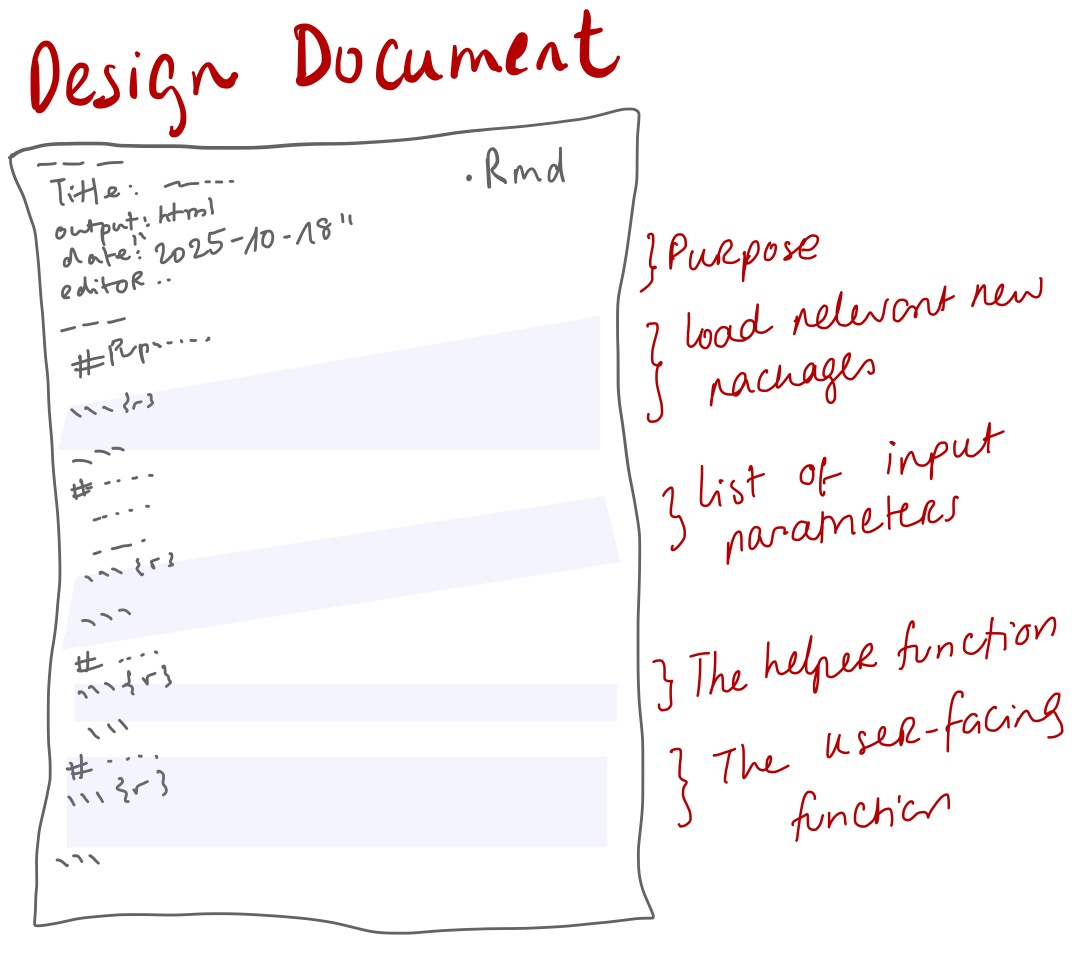 Design Document
---
.Rmd
Title: ~----
output: html
date: "2025-10-18"
editor..
---
} Purpose
# Purp.....
} load relevant new
packages
```{r}
```
# ....
-....
---.
} list of input
parameters
```{r}
```
# ....
```{r}
```
} The helper function
# ....
```{r}
```
} The user-facing
function